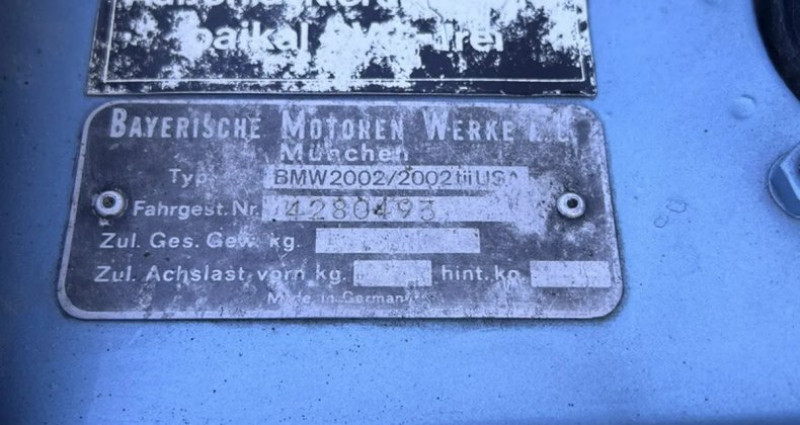 baikal
BAYERISCHE MOTOREN WERKE A.G.
München
Typ BMW2002/2002tiiUSA
Fahrgest.Nr. 4280493
Zul. Ges. Gew. kg.
Zul. Achslast vorn kg. hint. kg.
Made in Germany